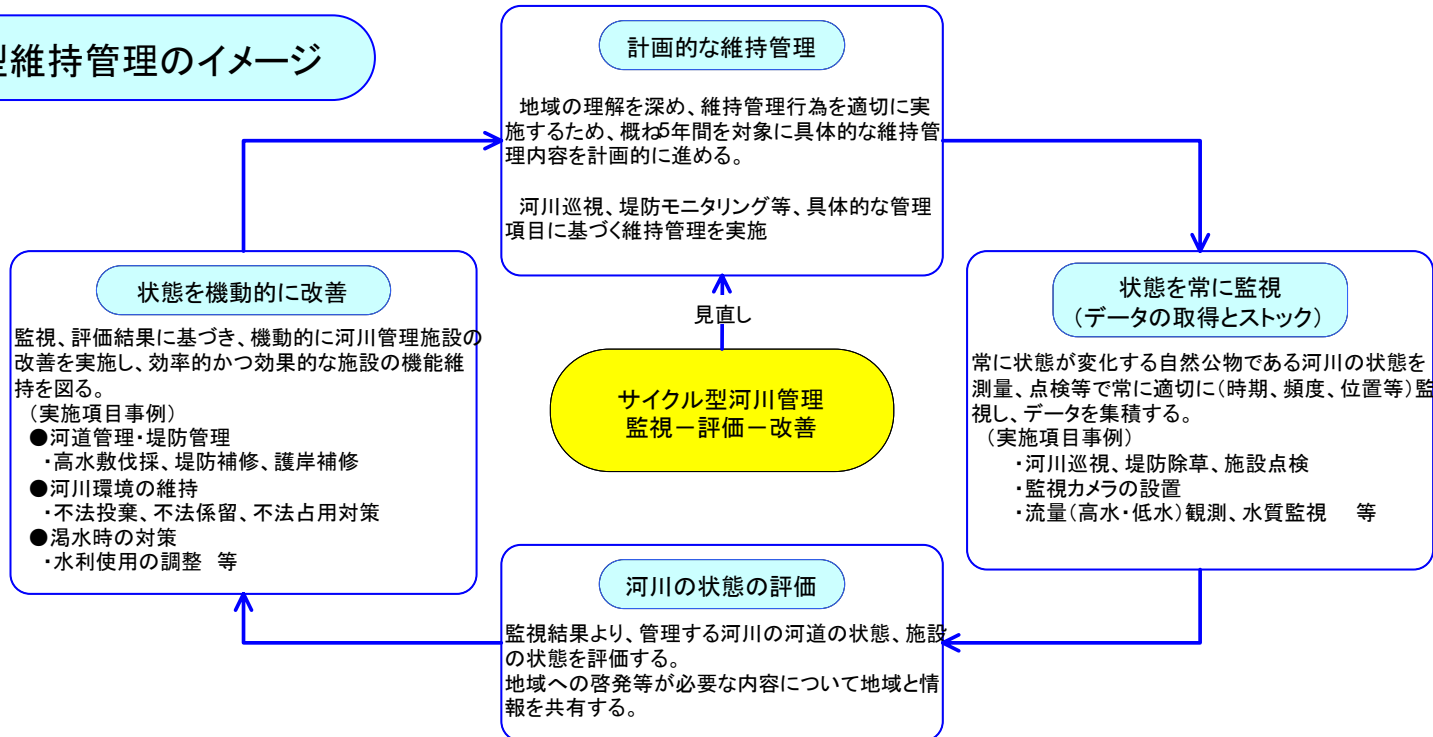 型維持管理のイメージ
計画的な維持管理
地域の理解を深め、維持管理行為を適切に実
施するため、概ね5年間を対象に具体的な維持管
理内容を計画的に進める。
河川巡視、堤防モニタリング等、具体的な管理
項目に基づく維持管理を実施
状態を機動的に改善
監視、評価結果に基づき、機動的に河川管理施設の
改善を実施し、効率的かつ効果的な施設の機能維
持を図る。
（実施項目事例）
●河道管理・堤防管理
・高水敷伐採、堤防補修、護岸補修
●河川環境の維持
・不法投棄、不法係留、不法占用対策
●渇水時の対策
・水利使用の調整 等
見直し
サイクル型河川管理
監視－評価－改善
状態を常に監視
（データの取得とストック）
常に状態が変化する自然公物である河川の状態を
測量、点検等で常に適切に（時期、頻度、位置等）監
視し、データを集積する。
（実施項目事例）
・河川巡視、堤防除草、施設点検
・監視カメラの設置
・流量（高水・低水）観測、水質監視 等
河川の状態の評価
監視結果より、管理する河川の河道の状態、施設
の状態を評価する。
地域への啓発等が必要な内容について地域と情
報を共有する。